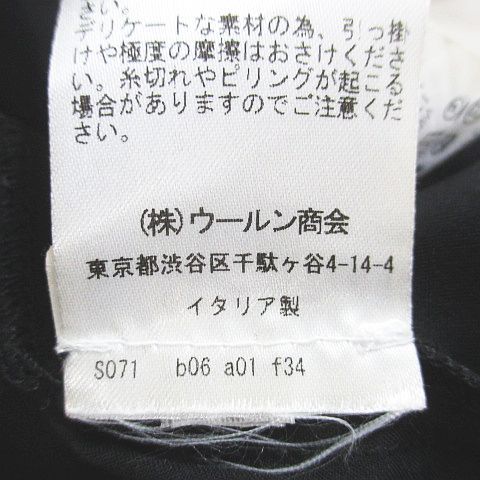 さい。
デリケートな素材の為、引っ掛
けや極度の摩擦はおさけくださ
い。糸切れやピリングが起こる
場合がありますのでご注意くだ
さい。
(株)ウールン商会
東京都渋谷区千駄ヶ谷4-14-4
イタリア製
S071 b06 a01 f34